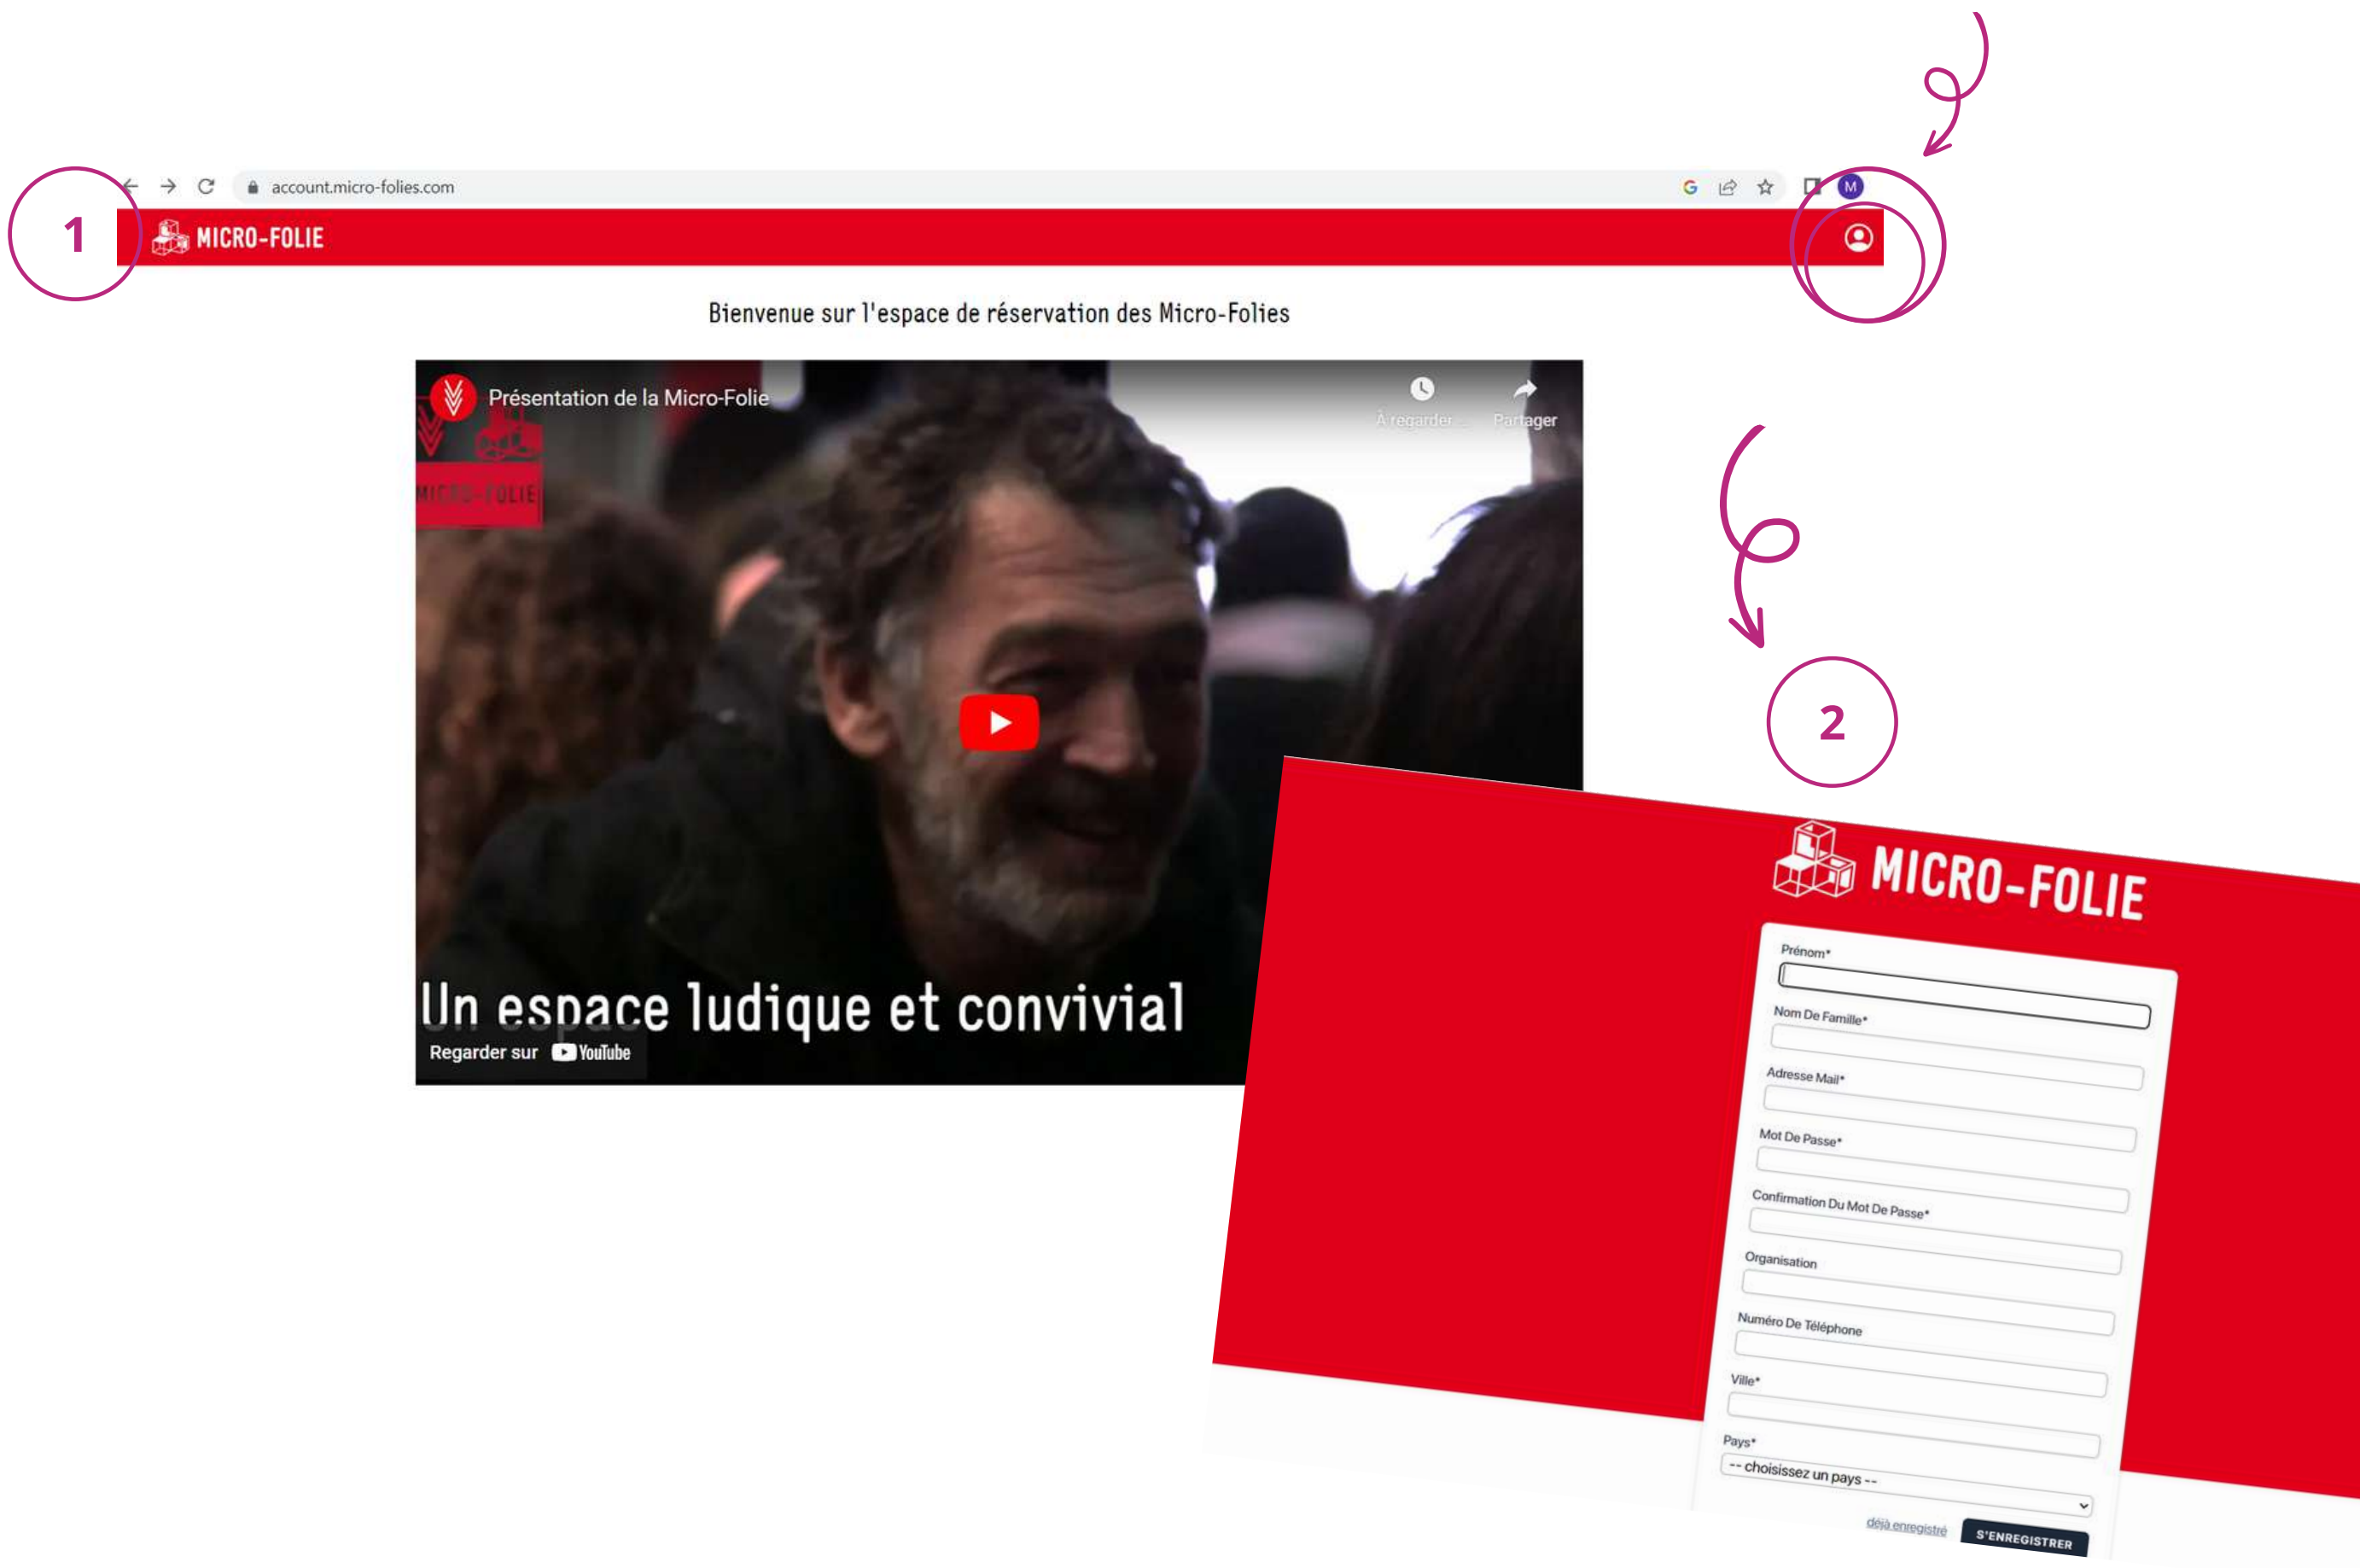 1
account.micro-folies.com
M
MICRO-FOLIE
Bienvenue sur l'espace de réservation des Micro-Folies
Présentation de la Micro-Folie
À regarder ...
Partager
MICRO-FOLIE
Un espace ludique et convivial
Regarder sur YouTube
2
MICRO-FOLIE
Prénom*
Nom De Famille*
Adresse Mail*
Mot De Passe*
Confirmation Du Mot De Passe*
Organisation
Numéro De Téléphone
Ville*
Pays*
-- choisissez un pays --
déjà enregistré
S'ENREGISTRER